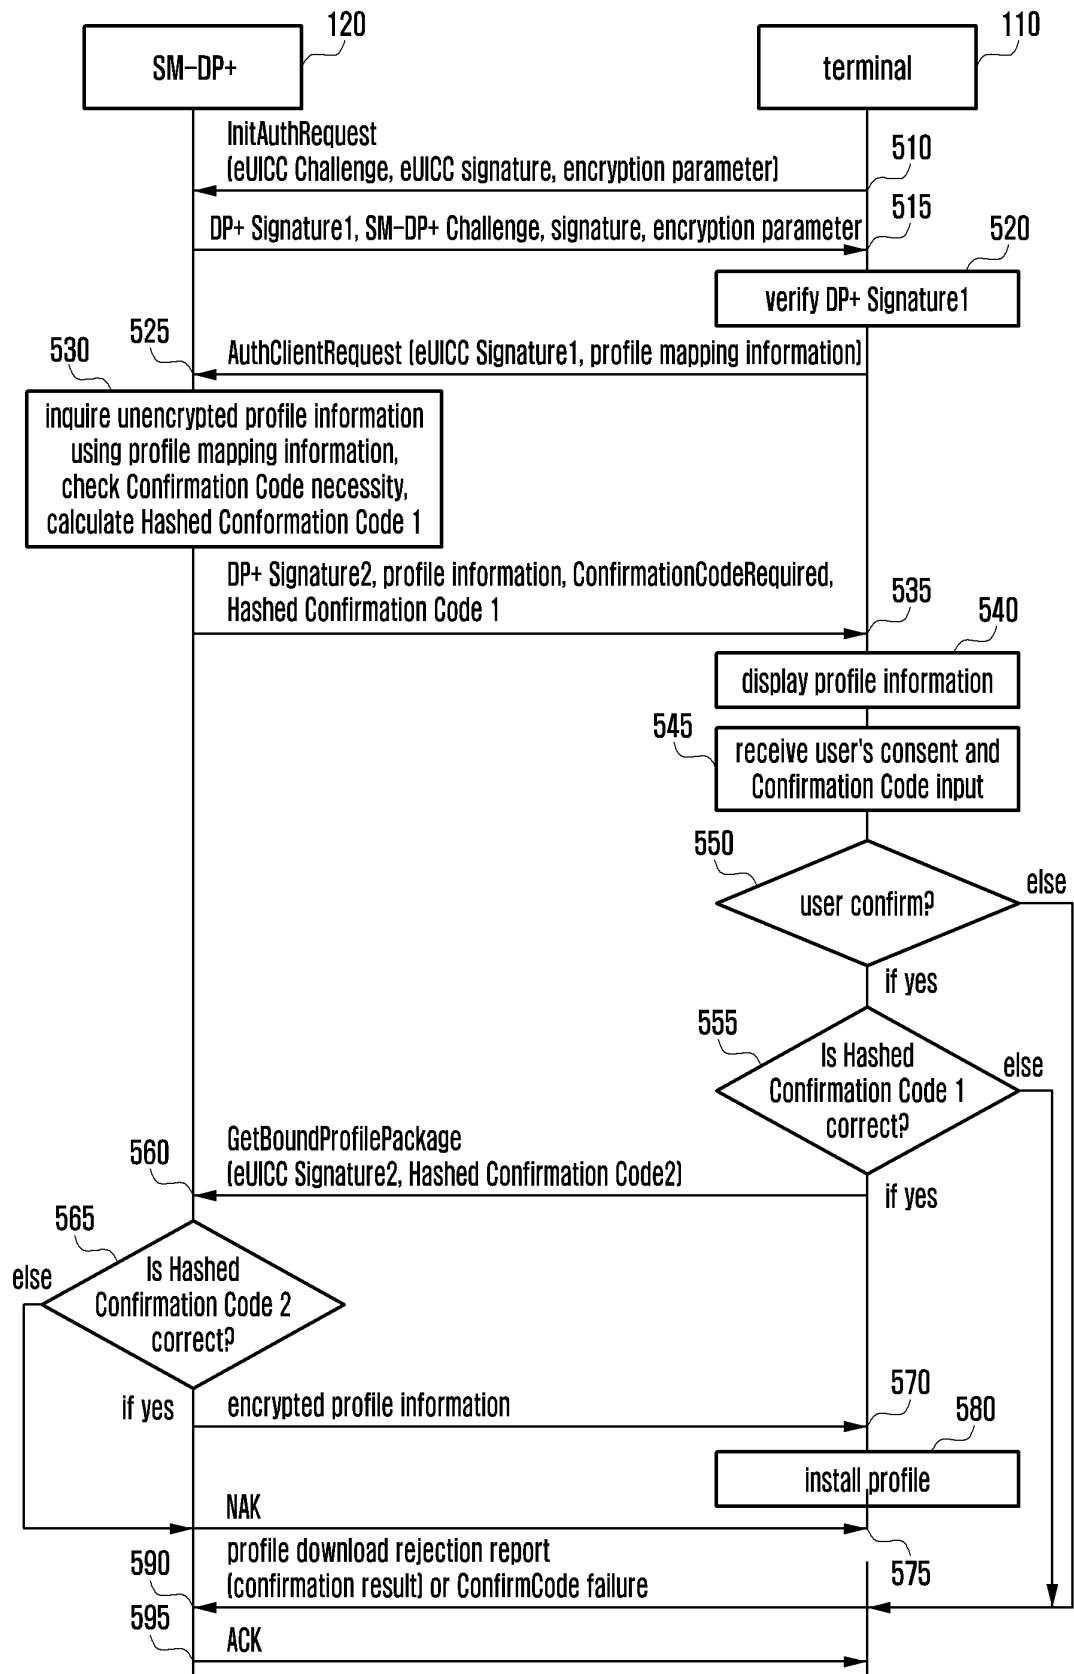 120
110
SM-DP+
terminal
InitAuthRequest
(eUICC Challenge, eUICC signature, encryption parameter)
510
DP+ Signature1, SM-DP+ Challenge, signature, encryption parameter
515
520
verify DP+ Signature1
525
530
AuthClientRequest (eUICC Signature1, profile mapping information)
inquire unencrypted profile information
using profile mapping information,
check Confirmation Code necessity,
calculate Hashed Conformation Code 1
DP+ Signature2, profile information, ConfirmationCodeRequired,
Hashed Confirmation Code 1
535
540
display profile information
545
receive user's consent and
Confirmation Code input
550
user confirm?
else
if yes
555
Is Hashed
Confirmation Code 1
correct?
else
GetBoundProfilePackage
(eUICC Signature2, Hashed Confirmation Code2)
560
if yes
565
else
Is Hashed
Confirmation Code 2
correct?
if yes
encrypted profile information
570
580
install profile
NAK
575
profile download rejection report
(confirmation result) or ConfirmCode failure
590
595
ACK